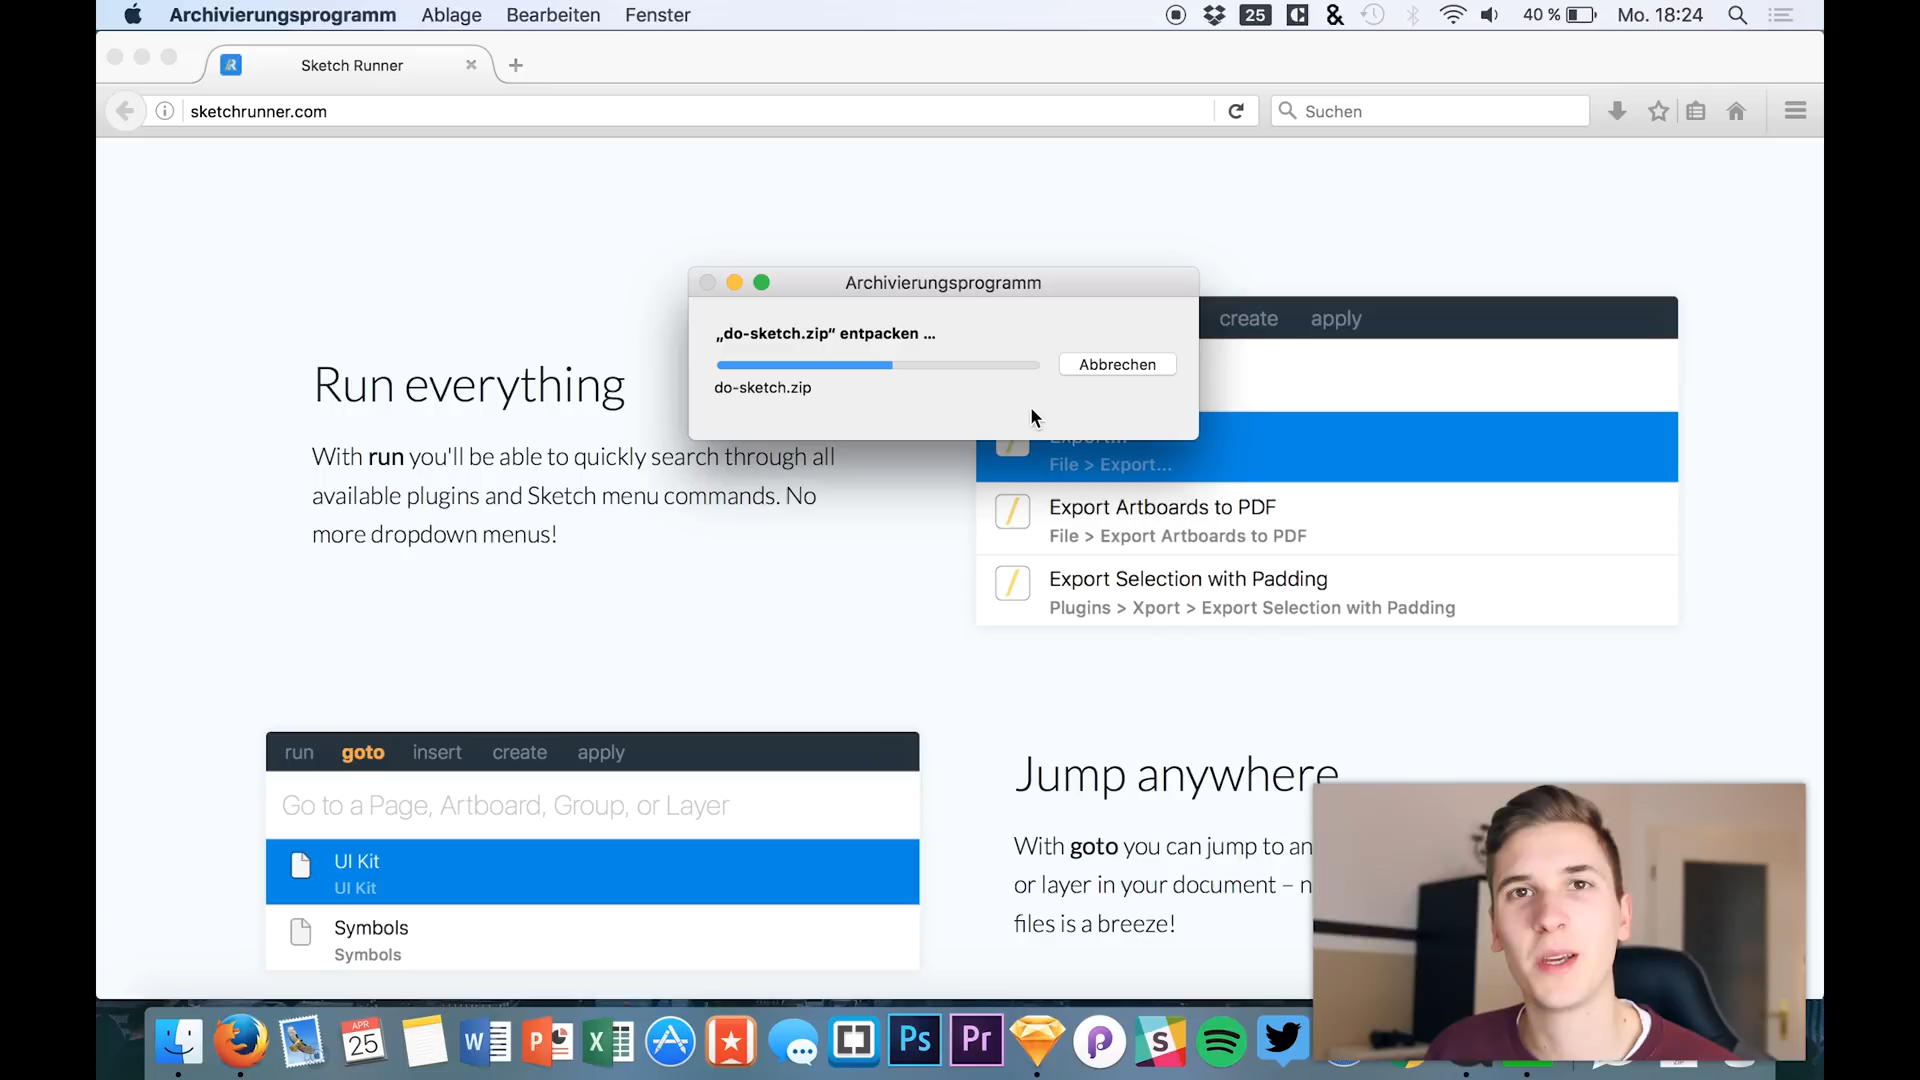 Archivierungsprogramm Ablage Bearbeiten Fenster
25
40 % Mo. 18:24
Sketch Runner
sketchrunner.com
Suchen
Archivierungsprogramm
„do-sketch.zip“ entpacken ...
Abbrechen
do-sketch.zip
create apply
Run everything
With run you'll be able to quickly search through all
available plugins and Sketch menu commands. No
more dropdown menus!
Export...
File > Export...
Export Artboards to PDF
File > Export Artboards to PDF
Export Selection with Padding
Plugins > Xport > Export Selection with Padding
run goto insert create apply
Go to a Page, Artboard, Group, or Layer
UI Kit
UI Kit
Symbols
Symbols
Jump anywhere
With goto you can jump to an
or layer in your document – n
files is a breeze!
APR
25
W
P
X
Ps
Pr
S